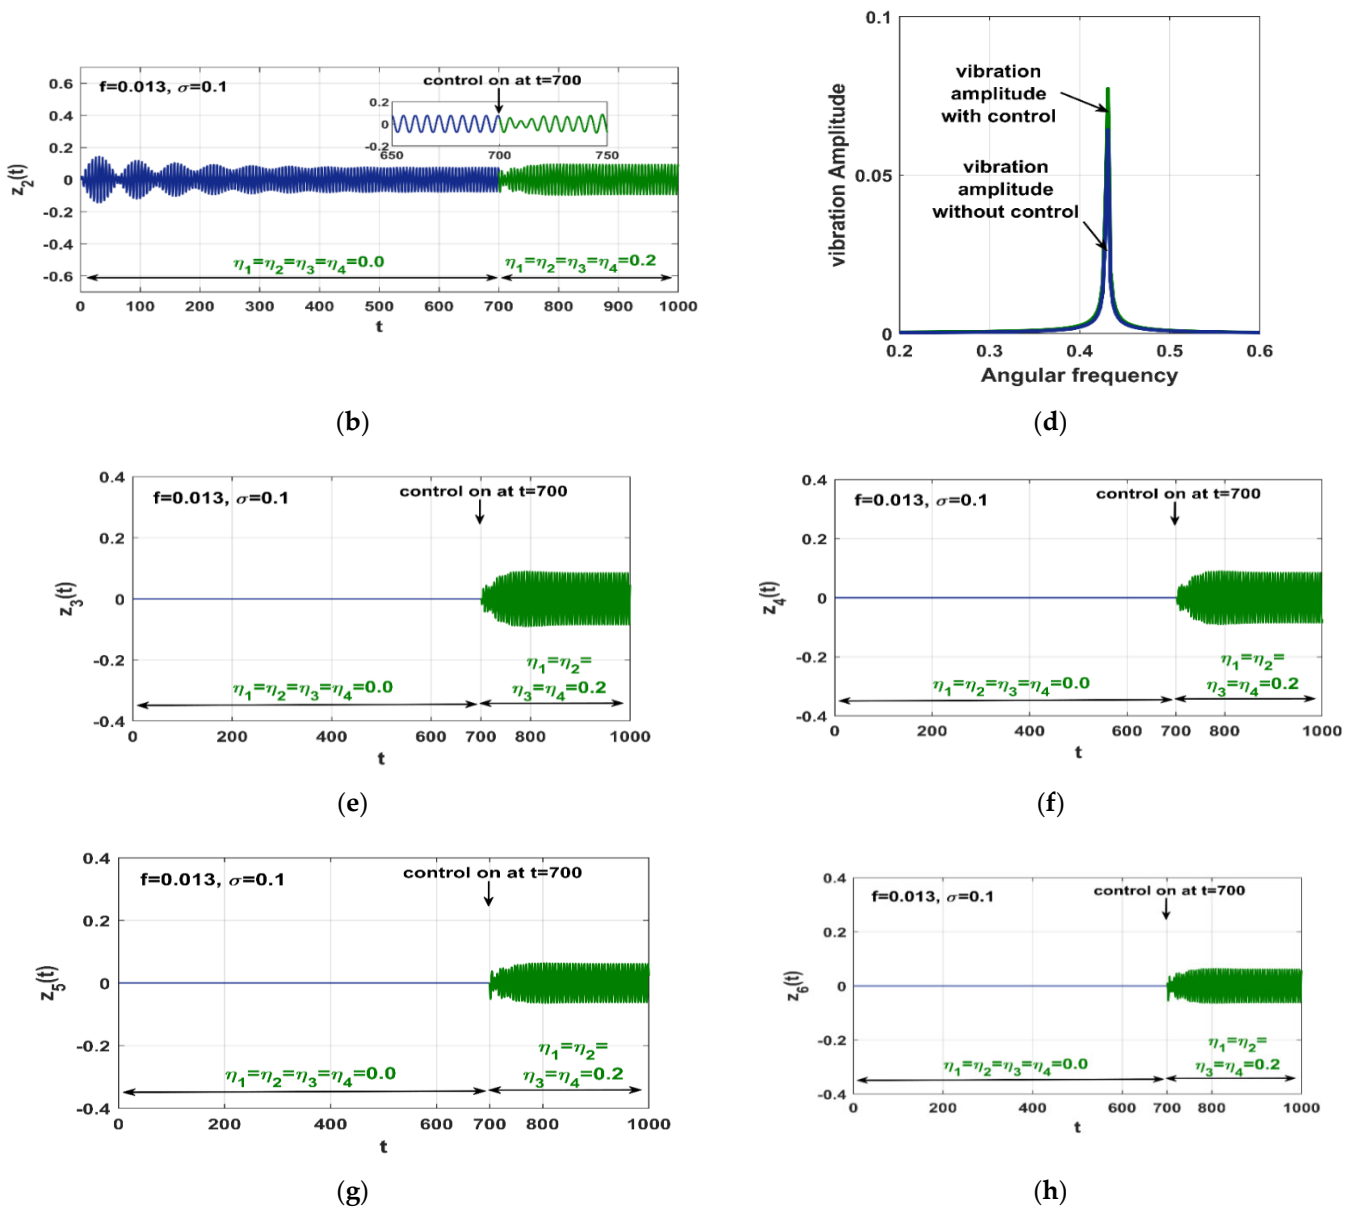 f=0.013, σ=0.1
control on at t=700
0.6
0.4
0.2
0
-0.2
-0.4
-0.6
z2(t)
0.2
0
-0.2
650 700 750
η1=η2=η3=η4=0.0
η1=η2=η3=η4=0.2
0 100 200 300 400 500 600 700 800 900 1000
t
(b)
0.1
0.05
0
vibration Amplitude
vibration
amplitude
with control
vibration
amplitude
without control
0.2 0.3 0.4 0.5 0.6
Angular frequency
(d)
0.4
0.2
0
-0.2
-0.4
z3(t)
f=0.013, σ=0.1
control on at t=700
η1=η2=η3=η4=0.0
η1=η2=
η3=η4=0.2
0 200 400 600 700 800 1000
t
(e)
0.4
0.2
0
-0.2
-0.4
z4(t)
f=0.013, σ=0.1
control on at t=700
η1=η2=η3=η4=0.0
η1=η2=
η3=η4=0.2
0 200 400 600 700 800 1000
t
(f)
0.4
0.2
0
-0.2
-0.4
z5(t)
f=0.013, σ=0.1
control on at t=700
η1=η2=η3=η4=0.0
η1=η2=
η3=η4=0.2
0 200 400 600 700 800 1000
t
(g)
0.4
0.2
0
-0.2
-0.4
z6(t)
f=0.013, σ=0.1
control on at t=700
η1=η2=η3=η4=0.0
η1=η2=
η3=η4=0.2
0 200 400 600 700 800 1000
t
(h)